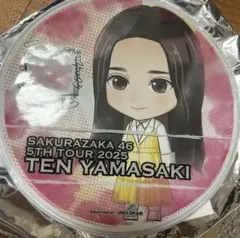 SAKURAZAKA 46
5TH TOUR 2025
TEN YAMASAKI